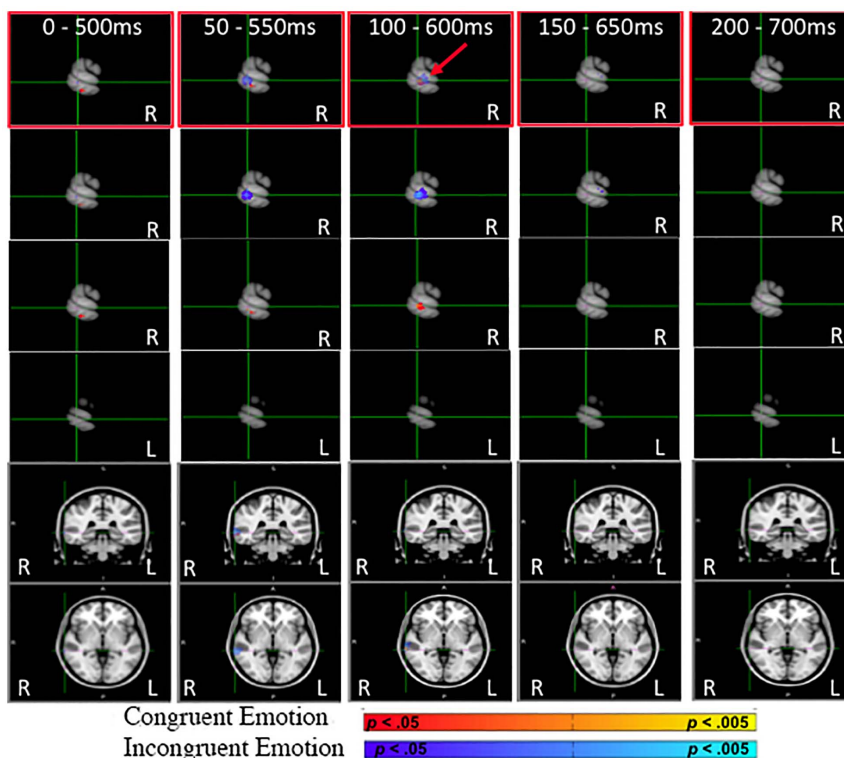 0 - 500ms 50 - 550ms 100 - 600ms 150 - 650ms 200 - 700ms
R R R R R
R R R R R
R R R R R
L L L L L
R L R L R L R L R L
R L R L R L R L R L
Congruent Emotion p < .05 p < .005
Incongruent Emotion p < .05 p < .005